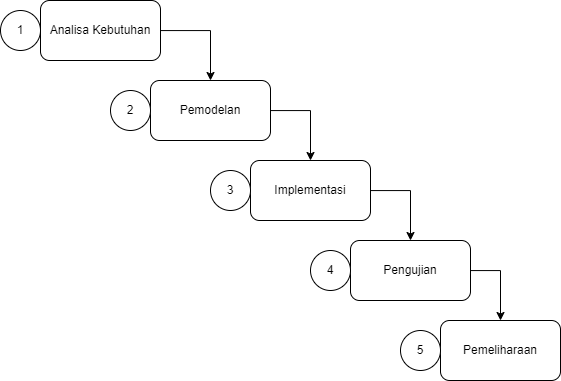 1
Analisa Kebutuhan
2
Pemodelan
3
Implementasi
4
Pengujian
5
Pemeliharaan